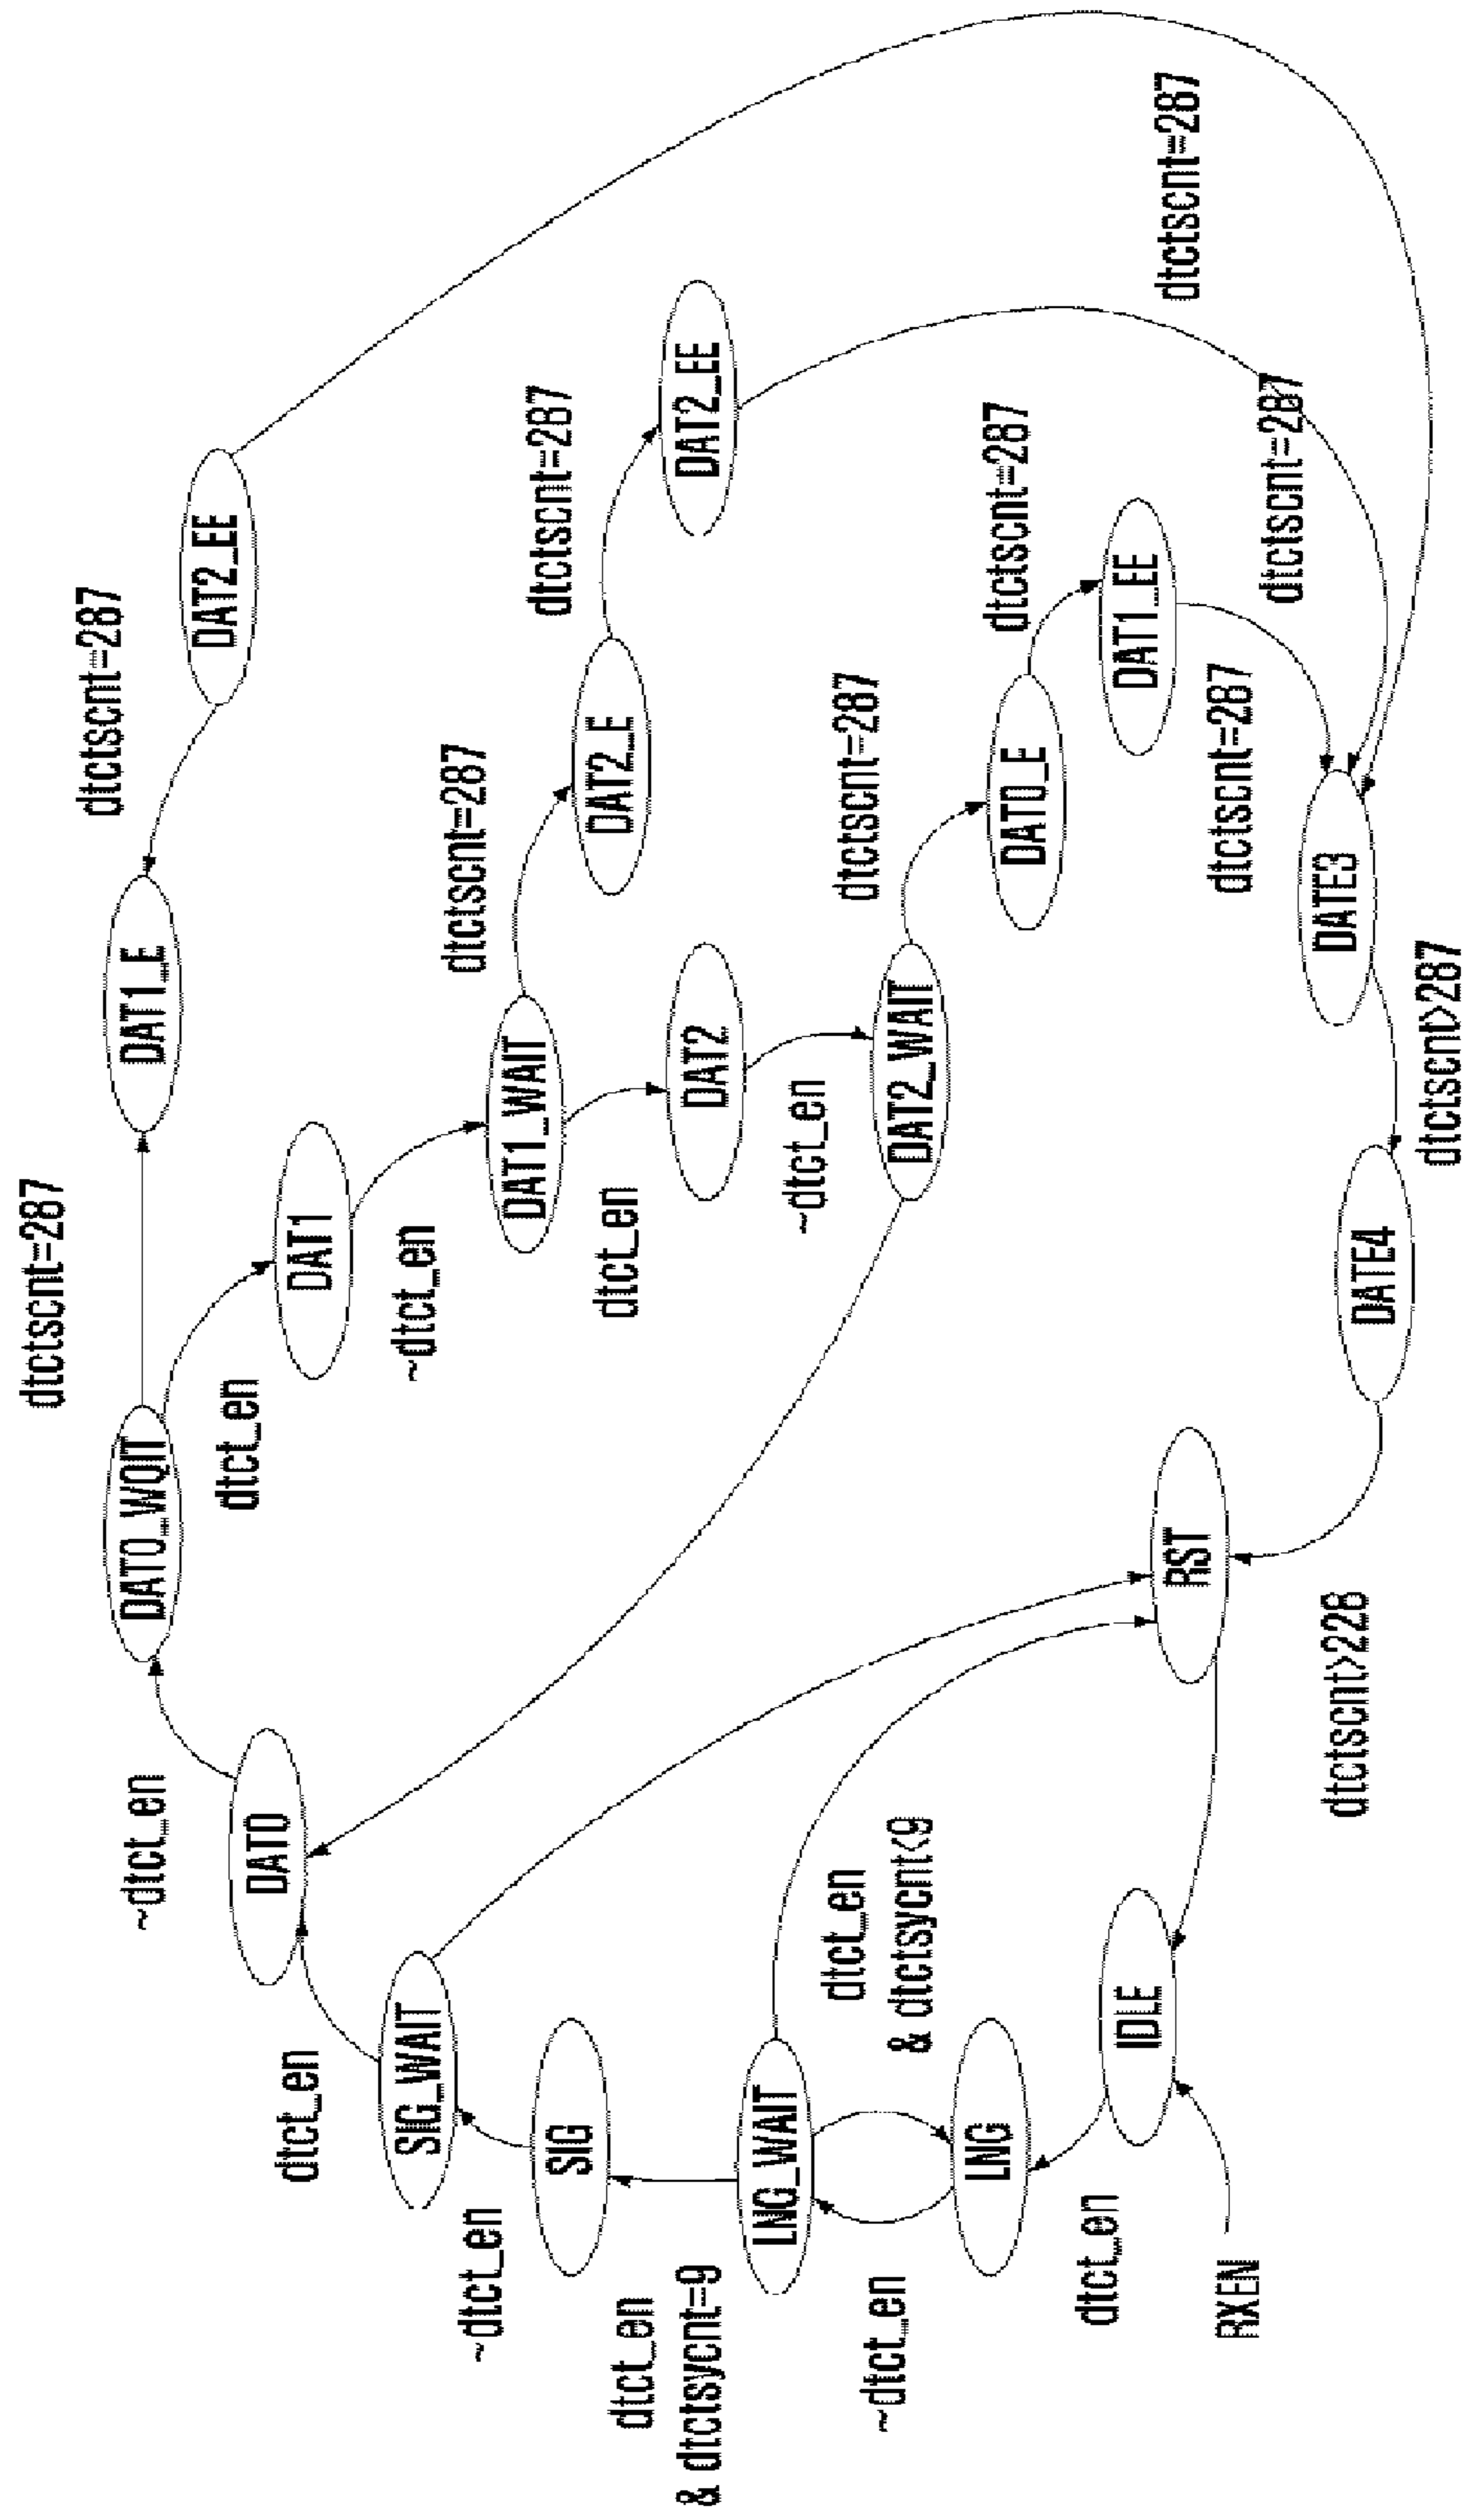 dtctscnt=287
dtctscnt=287
DAT0_WQIT
DAT1_E
DAT2_EE
~dtct_en
dtct_en
DAT0
DAT1
dtct_en
~dtct_en
SIG_WAIT
DAT1_WAIT
dtctscnt=287
DAT2_E
dtctscnt=287
DAT2_EE
~dtct_en
SIG
dtct_en
DAT2
dtct_en
& dtctsycnt=9
LNG_WAIT
~dtct_en
DAT2_WAIT
dtctscnt=287
dtct_en
& dtctsycnt<9
~dtct_en
LNG
DAT0_E
dtctscnt=287
dtct_en
IDLE
DAT1_EE
dtctscnt=287
RST
RXEN
dtctscnt=287
dtctscnt=287
DATE3
dtctscnt>228
DATE4
dtctscnt>287